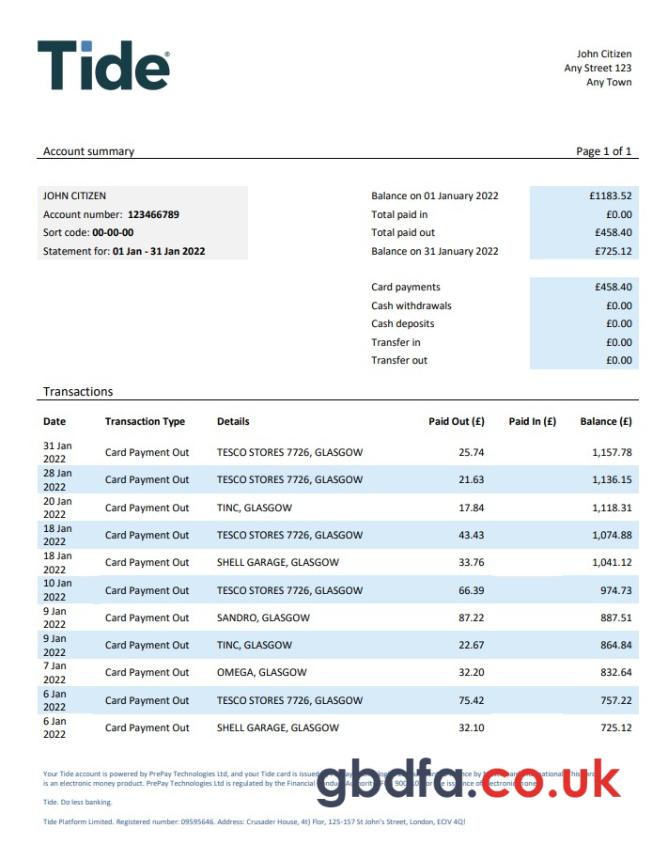 Tide®
John Citizen
Any Street 123
Any Town
Account summary Page 1 of 1
JOHN CITIZEN
Account number: 123466789
Sort code: 00-00-00
Statement for: 01 Jan - 31 Jan 2022
Balance on 01 January 2022 £1183.52
Total paid in £0.00
Total paid out £458.40
Balance on 31 January 2022 £725.12
Card payments £458.40
Cash withdrawals £0.00
Cash deposits £0.00
Transfer in £0.00
Transfer out £0.00
Transactions
Date Transaction Type Details Paid Out (£) Paid In (£) Balance (£)
31 Jan
2022 Card Payment Out TESCO STORES 7726, GLASGOW 25.74 1,157.78
28 Jan
2022 Card Payment Out TESCO STORES 7726, GLASGOW 21.63 1,136.15
20 Jan
2022 Card Payment Out TINC, GLASGOW 17.84 1,118.31
18 Jan
2022 Card Payment Out TESCO STORES 7726, GLASGOW 43.43 1,074.88
18 Jan
2022 Card Payment Out SHELL GARAGE, GLASGOW 33.76 1,041.12
10 Jan
2022 Card Payment Out TESCO STORES 7726, GLASGOW 66.39 974.73
9 Jan
2022 Card Payment Out SANDRO, GLASGOW 87.22 887.51
9 Jan
2022 Card Payment Out TINC, GLASGOW 22.67 864.84
7 Jan
2022 Card Payment Out OMEGA, GLASGOW 32.20 832.64
6 Jan
2022 Card Payment Out TESCO STORES 7726, GLASGOW 75.42 757.22
6 Jan
2022 Card Payment Out SHELL GARAGE, GLASGOW 32.10 725.12
Your Tide account is powered by PrePay Technologies Ltd, and your Tide card is issued
is an electronic money product. PrePay Technologies Ltd is regulated by the Financial
gbdfa.co.uk
Tide. Do less banking.
Tide Platform Limited. Registered number: 09595646. Address: Crusader House, 4t) Flor, 125-157 St John's Street, London, ECIV 4Q!